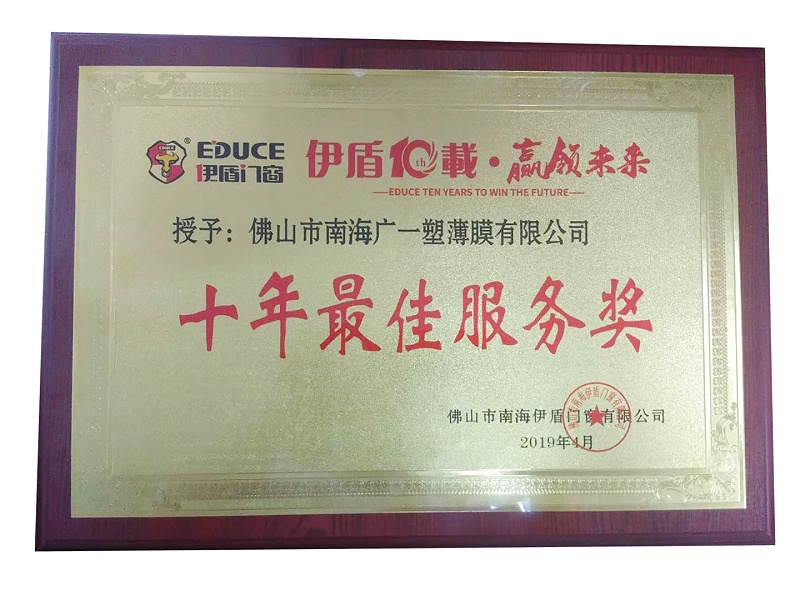 EDUCE®
伊盾门窗
伊盾10th載·赢领未来
EDUCE TEN YEARS TO WIN THE FUTURE
授予：佛山市南海广一塑薄膜有限公司
十年最佳服务奖
佛山市南海伊盾门窗有限公司
2019年4月